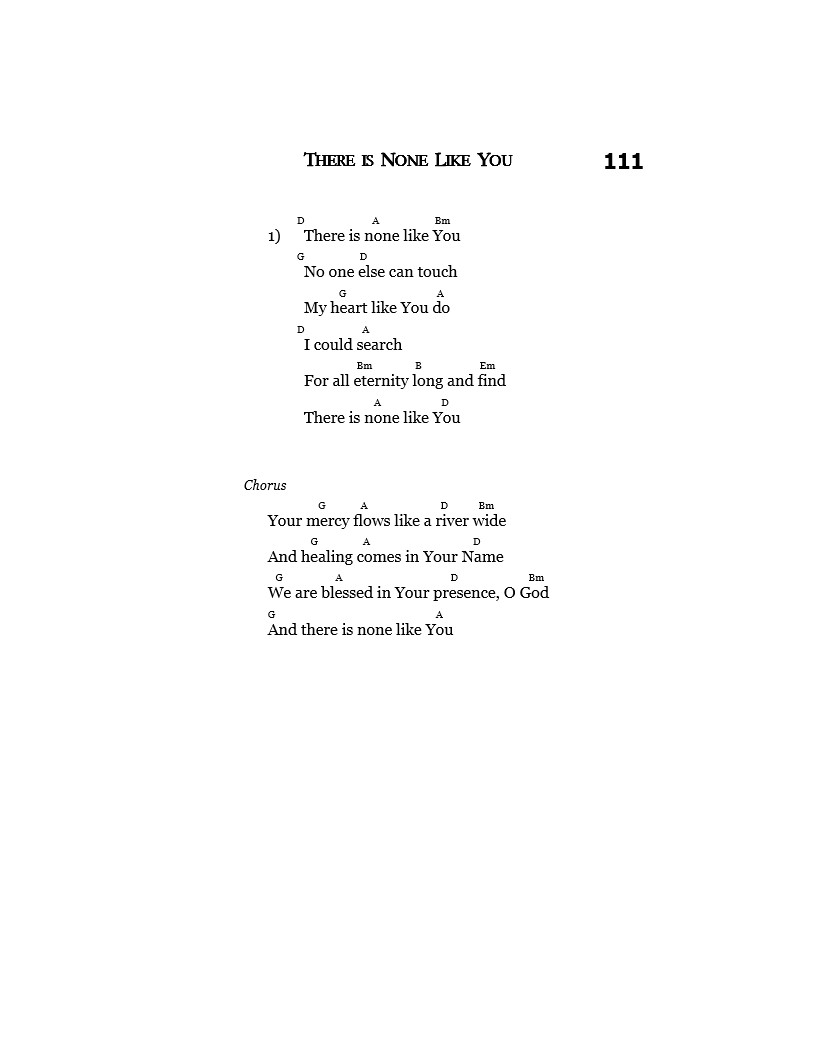 THERE IS NONE LIKE YOU 111
D A Bm
1) There is none like You
G D
No one else can touch
G A
My heart like You do
D A
I could search
Bm B Em
For all eternity long and find
A D
There is none like You
Chorus
G A D Bm
Your mercy flows like a river wide
G A D
And healing comes in Your Name
G A D Bm
We are blessed in Your presence, O God
G A
And there is none like You